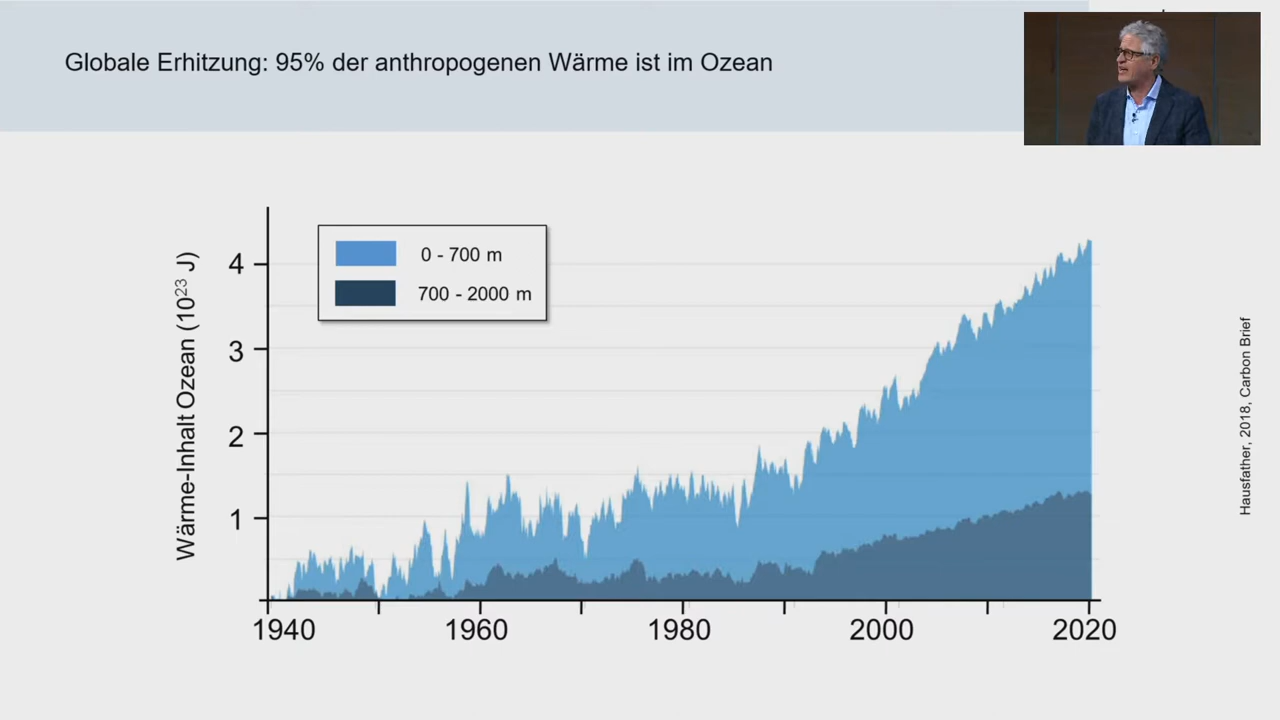 Globale Erhitzung: 95% der anthropogenen Wärme ist im Ozean
0 - 700 m
700 - 2000 m
Wärme-Inhalt Ozean (10²³ J)
4
3
2
1
1940
1960
1980
2000
2020
Hausfather, 2018, Carbon Brief